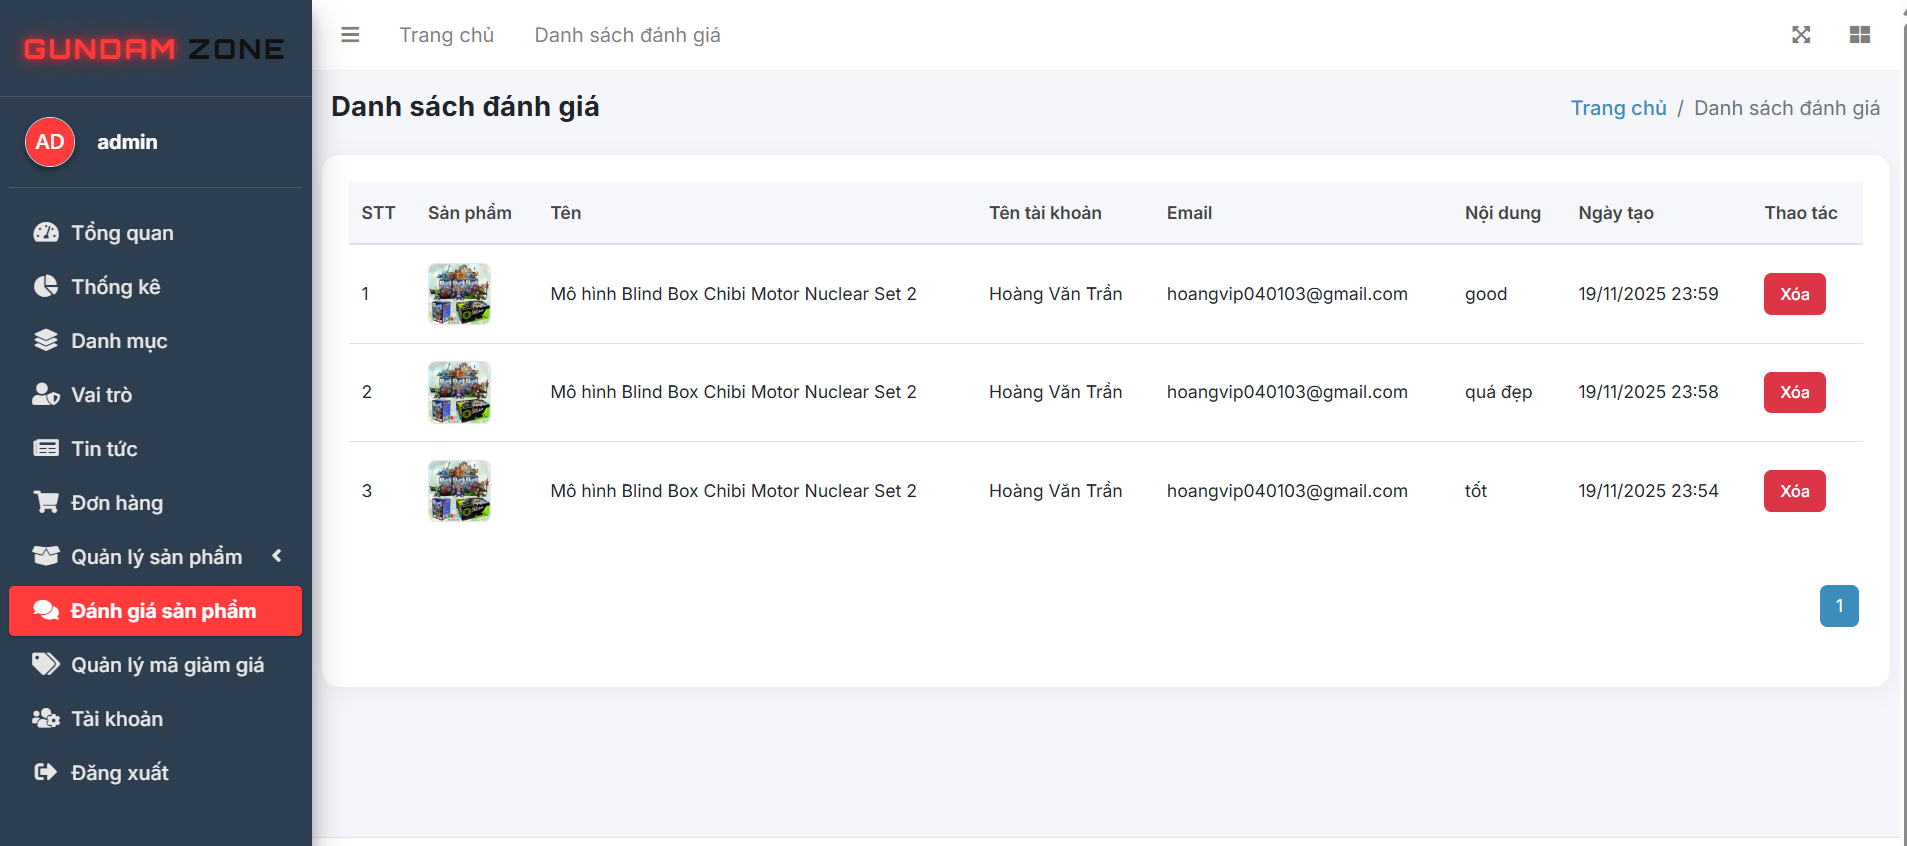 GUNDAM ZONE
AD admin
Tổng quan
Thống kê
Danh mục
Vai trò
Tin tức
Đơn hàng
Quản lý sản phẩm
Đánh giá sản phẩm
Quản lý mã giảm giá
Tài khoản
Đăng xuất
Trang chủ Danh sách đánh giá
Danh sách đánh giá
Trang chủ / Danh sách đánh giá
STT Sản phẩm Tên Tên tài khoản Email Nội dung Ngày tạo Thao tác
1 Mô hình Blind Box Chibi Motor Nuclear Set 2 Hoàng Văn Trần hoangvip040103@gmail.com good 19/11/2025 23:59 Xóa
2 Mô hình Blind Box Chibi Motor Nuclear Set 2 Hoàng Văn Trần hoangvip040103@gmail.com quá đẹp 19/11/2025 23:58 Xóa
3 Mô hình Blind Box Chibi Motor Nuclear Set 2 Hoàng Văn Trần hoangvip040103@gmail.com tốt 19/11/2025 23:54 Xóa
1